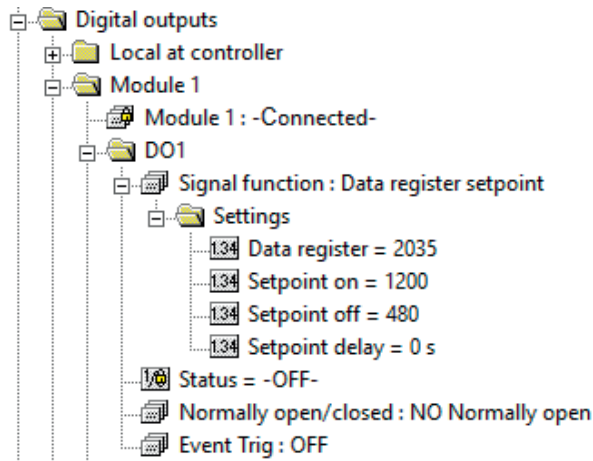 Digital outputs
Local at controller
Module 1
Module 1 : -Connected-
DO1
Signal function : Data register setpoint
Settings
1.34 Data register = 2035
1.34 Setpoint on = 1200
1.34 Setpoint off = 480
1.34 Setpoint delay = 0 s
Status = -OFF-
Normally open/closed : NO Normally open
Event Trig : OFF